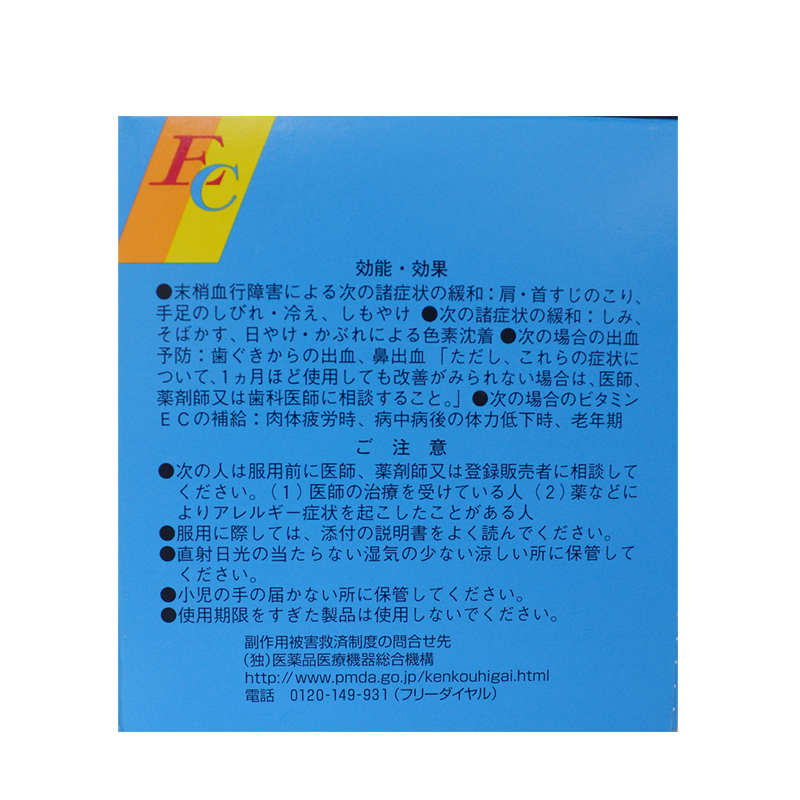 EC
効能・効果
●末梢血行障害による次の諸症状の緩和：肩・首すじのこり、
手足のしびれ・冷え、しもやけ ●次の諸症状の緩和：しみ、
そばかす、日やけ・かぶれによる色素沈着 ●次の場合の出血
予防：歯ぐきからの出血、鼻出血「ただし、これらの症状に
ついて、1ヵ月ほど使用しても改善がみられない場合は、医師、
薬剤師又は歯科医師に相談すること。」●次の場合のビタミン
ＥＣの補給：肉体疲労時、病中病後の体力低下時、老年期
ご注意
●次の人は服用前に医師、薬剤師又は登録販売者に相談して
ください。（1）医師の治療を受けている人（2）薬などに
よりアレルギー症状を起こしたことがある人
●服用に際しては、添付の説明書をよく読んでください。
●直射日光の当たらない湿気の少ない涼しい所に保管して
ください。
●小児の手の届かない所に保管してください。
●使用期限をすぎた製品は使用しないでください。
副作用被害救済制度の問合せ先
（独）医薬品医療機器総合機構
http://www.pmda.go.jp/kenkouhigai.html
電話 0120-149-931（フリーダイヤル）